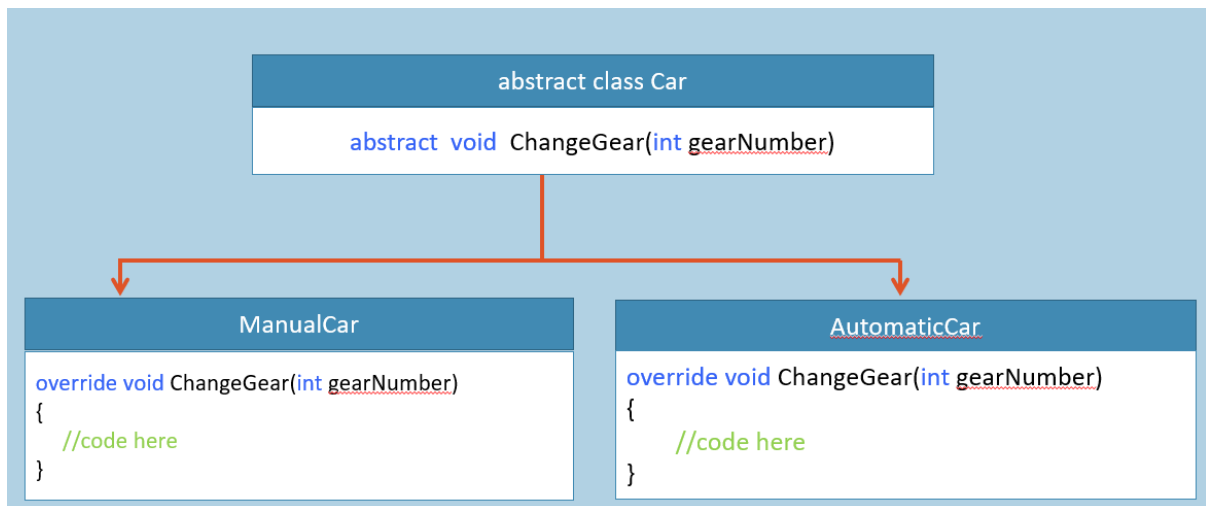 abstract class Car
abstract void ChangeGear(int gearNumber)
ManualCar
override void ChangeGear(int gearNumber)
{
//code here
}
AutomaticCar
override void ChangeGear(int gearNumber)
{
//code here
}